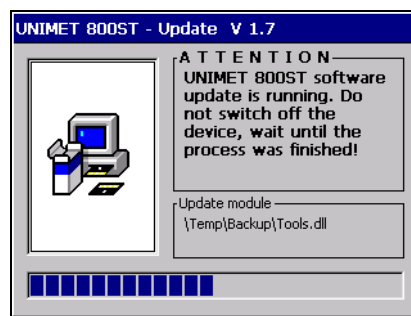 UNIMET 800ST - Update V 1.7
A T T E N T I O N
UNIMET 800ST software
update is running. Do
not switch off the
device, wait until the
process was finished!
Update module
\Temp\Backup\Tools.dll